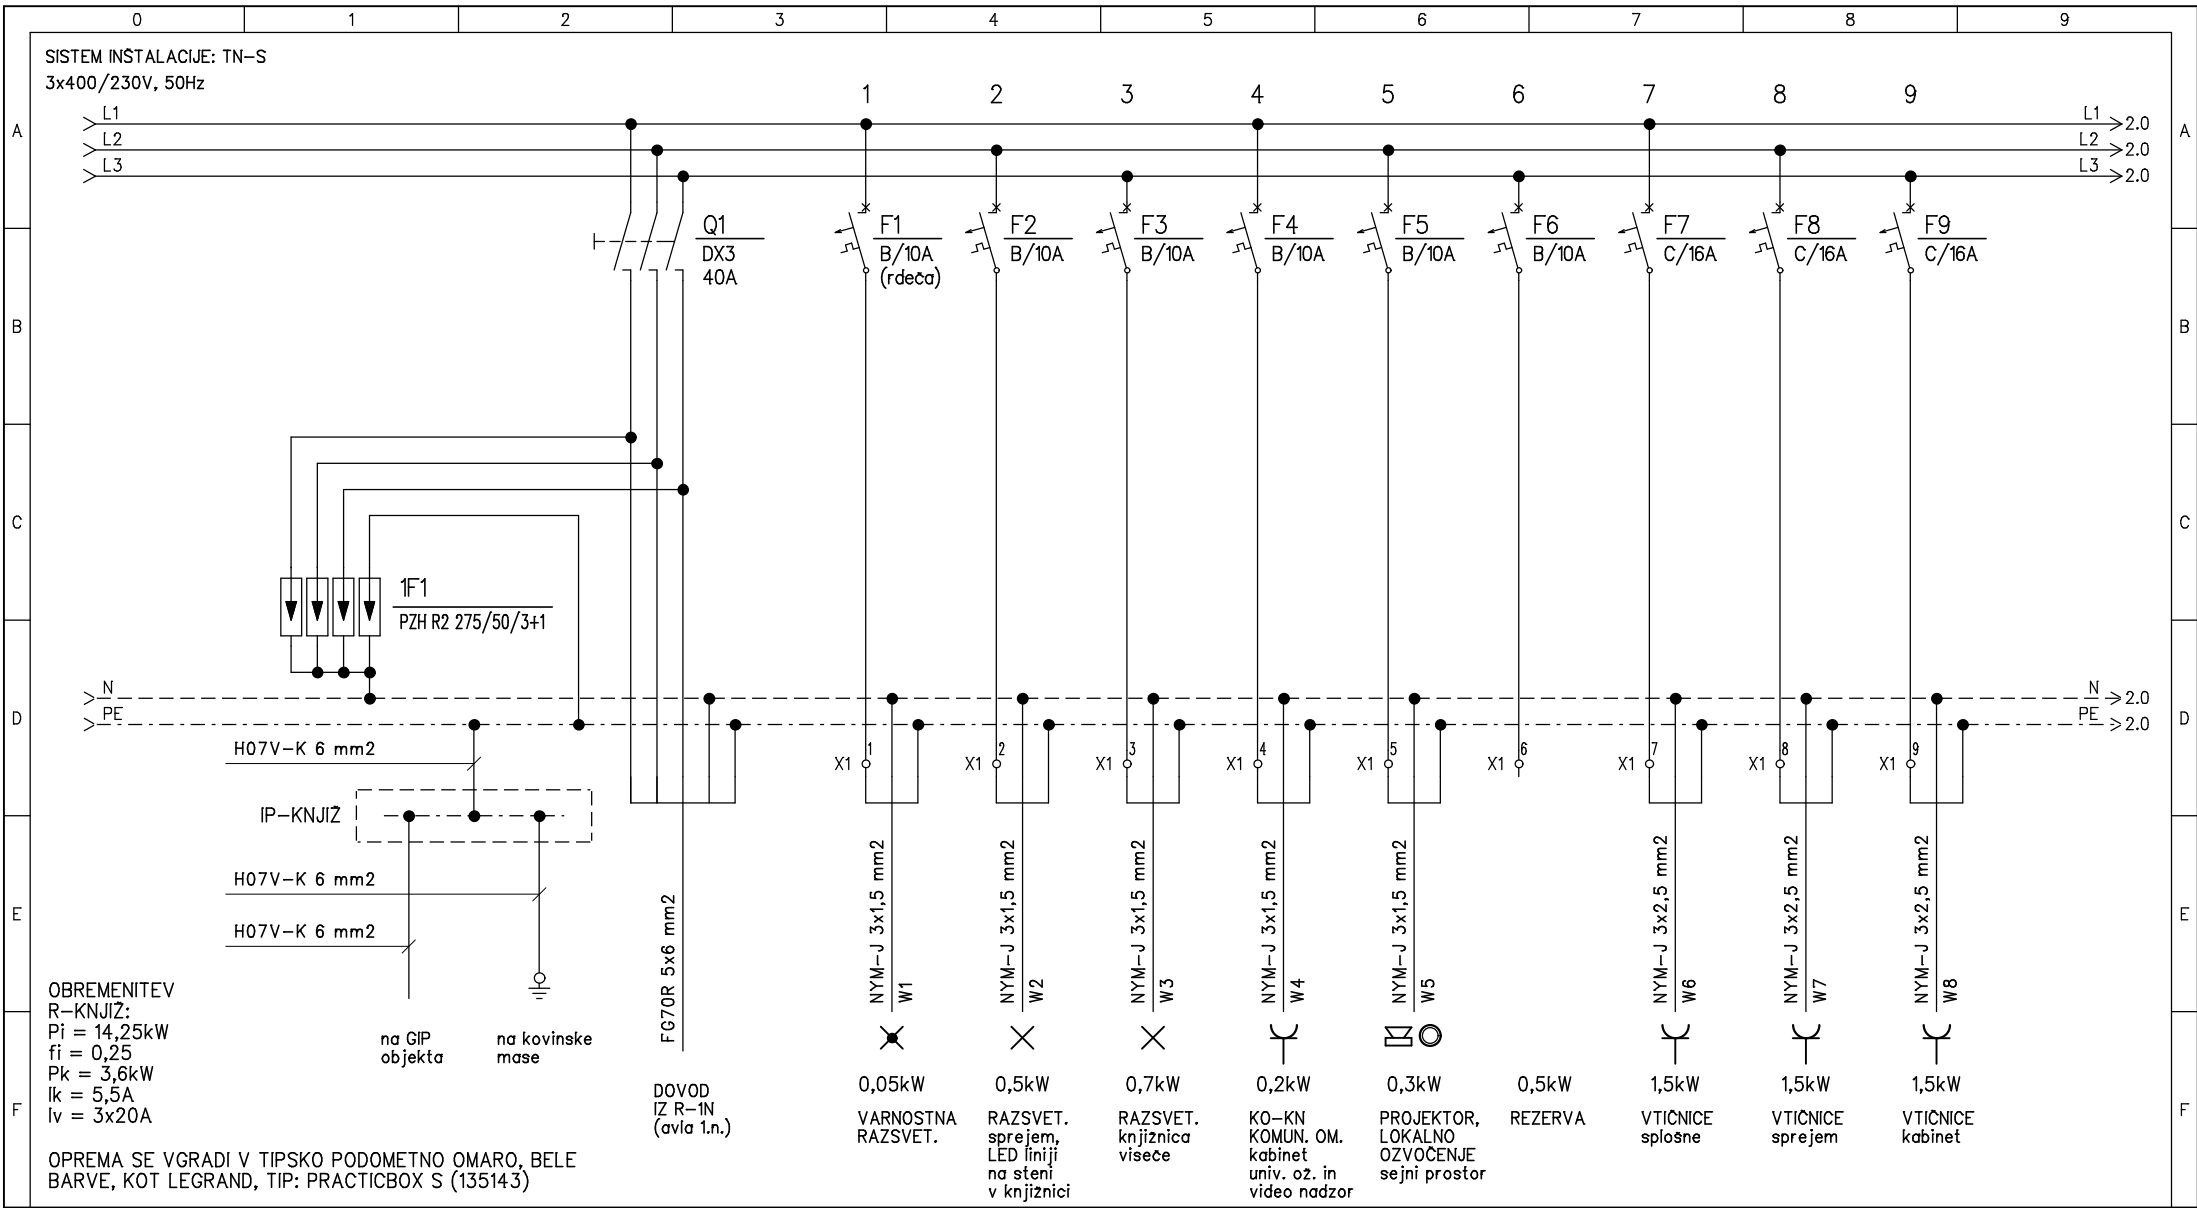 0 1 2 3 4 5 6 7 8 9
SISTEM INŠTALACIJE: TN-S
3x400/230V, 50Hz
1 2 3 4 5 6 7 8 9
A L1 L1 2.0 A
L2 L2 2.0
L3 L3 2.0
Q1
DX3
40A
F1
B/10A
(rdeča)
F2
B/10A
F3
B/10A
F4
B/10A
F5
B/10A
F6
B/10A
F7
C/16A
F8
C/16A
F9
C/16A
B B
C C
1F1
PZH R2 275/50/3+1
N N 2.0
D PE PE 2.0 D
H07V-K 6 mm2
X1 1 X1 2 X1 3 X1 4 X1 5 X1 6 X1 7 X1 8 X1 9
IP-KNJIŽ
H07V-K 6 mm2
E E
H07V-K 6 mm2
na GIP
objekta
na kovinske
mase
FG70R 5x6 mm2
NYM-J 3x1,5 mm2
W1
NYM-J 3x1,5 mm2
W2
NYM-J 3x1,5 mm2
W3
NYM-J 3x1,5 mm2
W4
NYM-J 3x1,5 mm2
W5
NYM-J 3x2,5 mm2
W6
NYM-J 3x2,5 mm2
W7
NYM-J 3x2,5 mm2
W8
OBREMENITEV
R-KNJIŽ:
Pi = 14,25kW
fi = 0,25
Pk = 3,6kW
Ik = 5,5A
Iv = 3x20A
F F
DOVOD
IZ R-1N
(avla 1.n.)
0,05kW
VARNOSTNA
RAZSVET.
0,5kW
RAZSVET.
sprejem,
LED liniji
na steni
v knjižnici
0,7kW
RAZSVET.
knjižnica
viseče
0,2kW
KO-KN
KOMUN. OM.
kabinet
univ. ož. in
video nadzor
0,3kW
PROJEKTOR,
LOKALNO
OZVOČENJE
sejni prostor
0,5kW
REZERVA
1,5kW
VTIČNICE
splošne
1,5kW
VTIČNICE
sprejem
1,5kW
VTIČNICE
kabinet
OPREMA SE VGRADI V TIPSKO PODOMETNO OMARO, BELE
BARVE, KOT LEGRAND, TIP: PRACTICBOX S (135143)